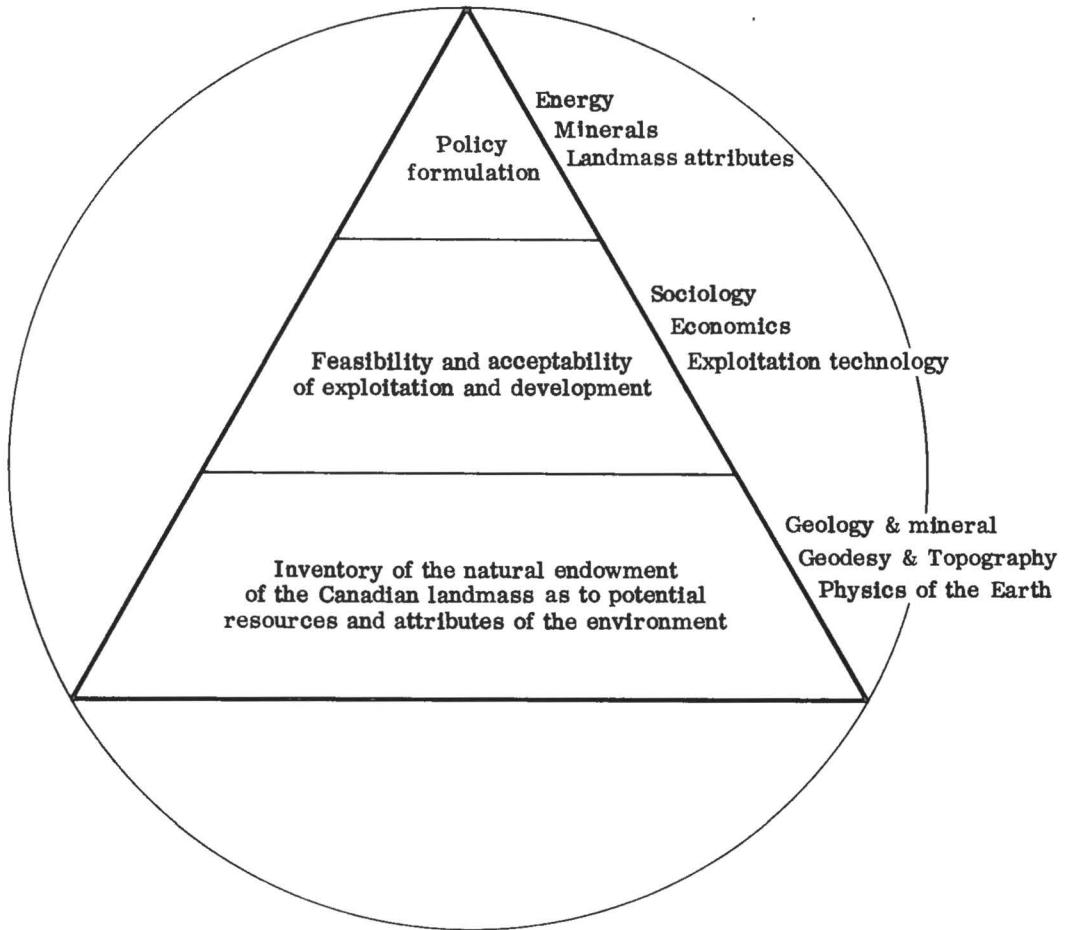 Energy
Minerals
Landmass attributes
Policy
formulation
Sociology
Economics
Exploitation technology
Feasibility and acceptability
of exploitation and development
Geology & mineral
Geodesy & Topography
Physics of the Earth
Inventory of the natural endowment
of the Canadian landmass as to potential
resources and attributes of the environment